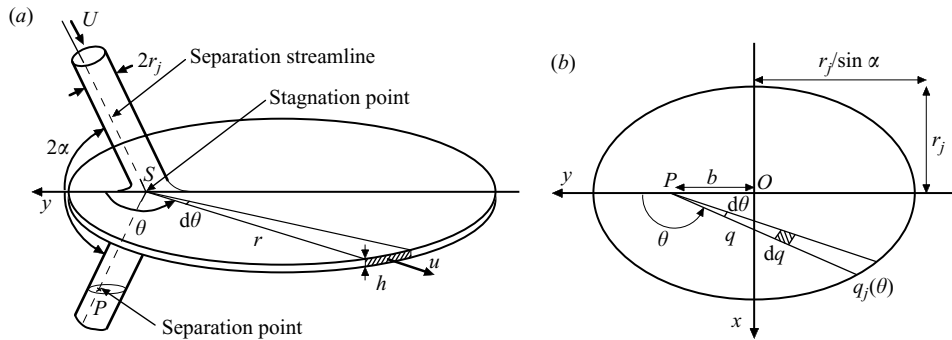 (a)
U
2r_j
Separation streamline
Stagnation point
2α
S
y
θ
dθ
r
h
u
P
Separation point
(b)
r_j/sin α
r_j
y
P
b
O
dθ
θ
q
dq
q_j(θ)
x